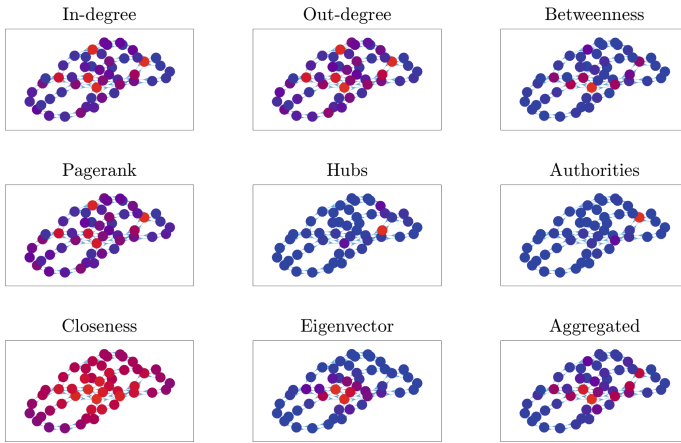 In-degree
Out-degree
Betweenness
Pagerank
Hubs
Authorities
Closeness
Eigenvector
Aggregated